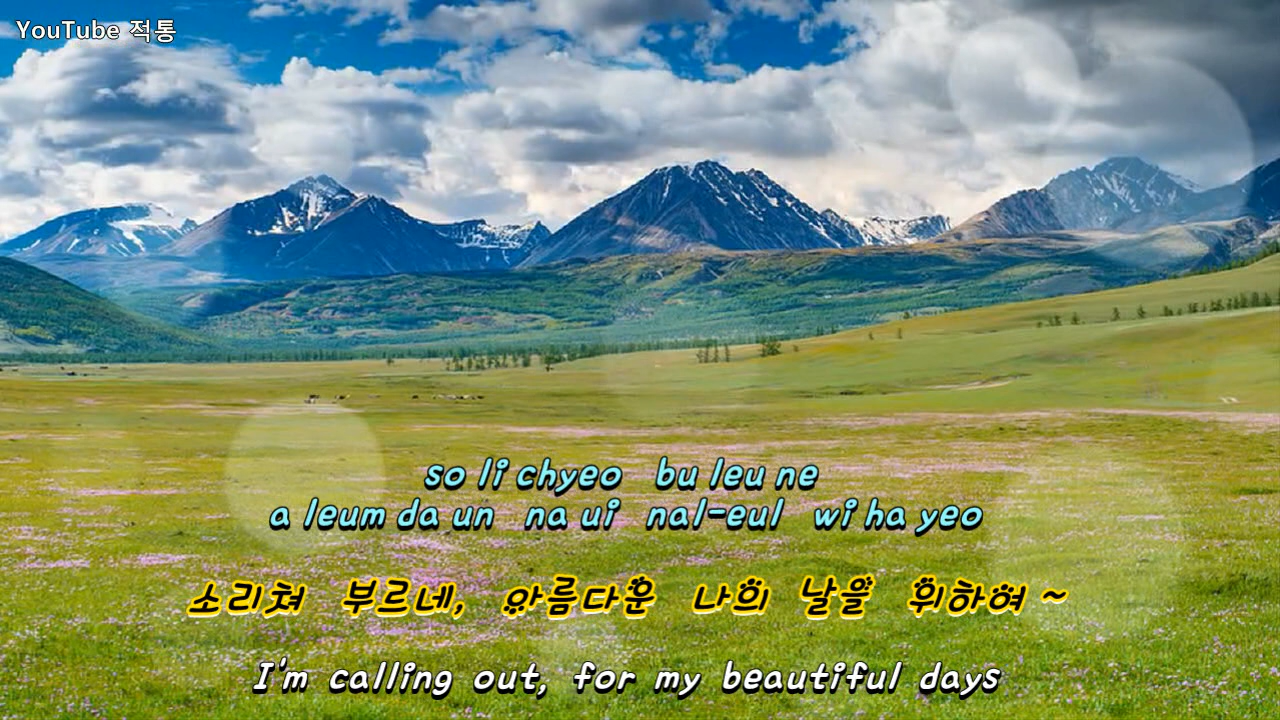 YouTube 적통
so li chyeo bu leu ne
a leum da un na ui nal-eul wi ha yeo
소리쳐 부르네, 아름다운 나의 날을 위하여 ~
I'm calling out, for my beautiful days